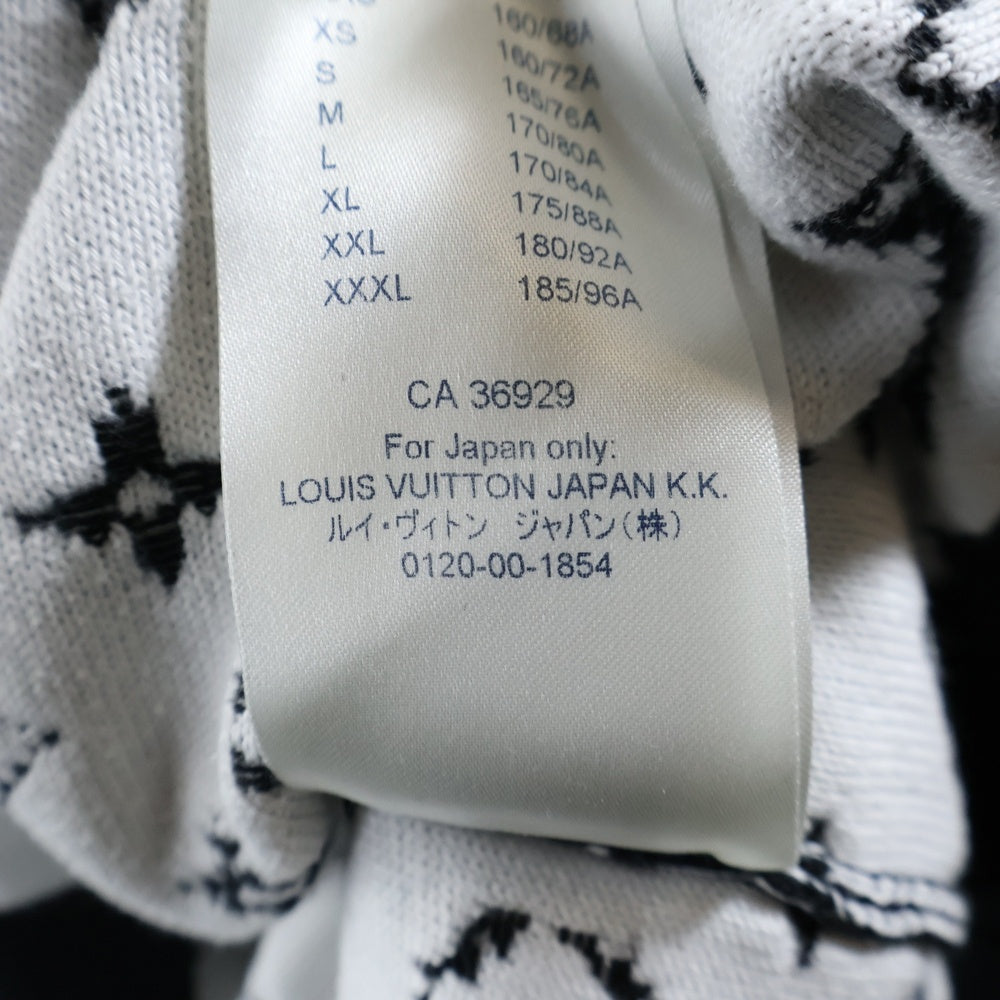 XS 160/68A
S 160/72A
M 165/76A
L 170/80A
XL 170/84A
XXL 175/88A
XXXL 180/92A
185/96A
CA 36929
For Japan only:
LOUIS VUITTON JAPAN K.K.
ルイ・ヴィトン ジャパン(株)
0120-00-1854